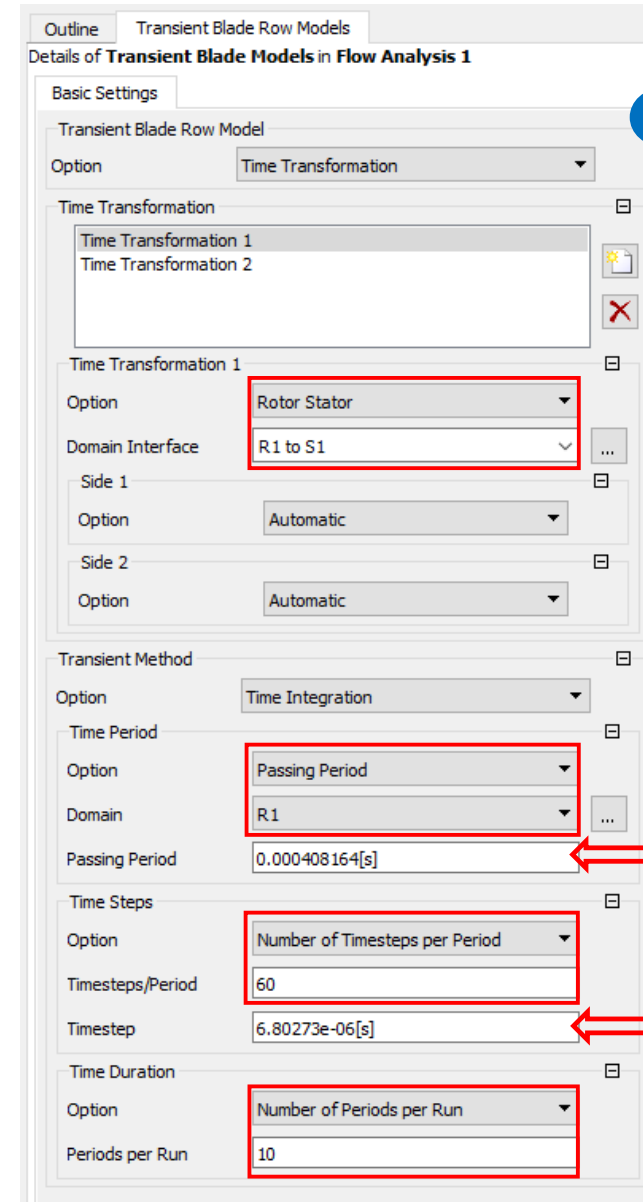 Outline Transient Blade Row Models
Details of Transient Blade Models in Flow Analysis 1
Basic Settings
Transient Blade Row Model
Option Time Transformation
Time Transformation
Time Transformation 1
Time Transformation 2
Time Transformation 1
Option Rotor Stator
Domain Interface R1 to S1 ...
Side 1
Option Automatic
Side 2
Option Automatic
Transient Method
Option Time Integration
Time Period
Option Passing Period
Domain R1 ...
Passing Period 0.000408164[s]
Time Steps
Option Number of Timesteps per Period
Timesteps/Period 60
Timestep 6.80273e-06[s]
Time Duration
Option Number of Periods per Run
Periods per Run 10